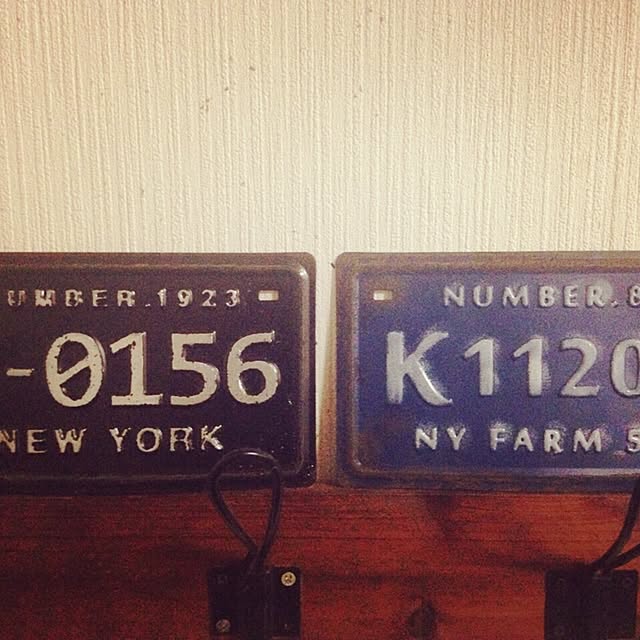 UMBER.1923
-0156
NEW YORK
NUMBER.8
K1120
NY FARM 5